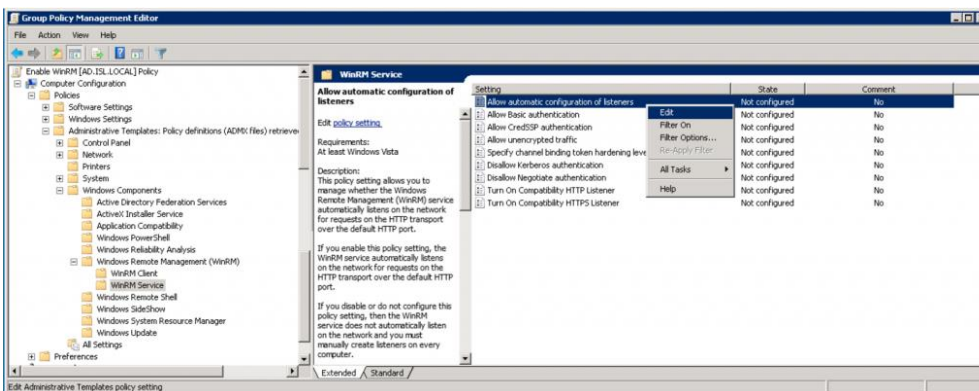 Group Policy Management Editor
File Action View Help
Enable WinRM [AD.ISL.LOCAL] Policy
Computer Configuration
Policies
Software Settings
Windows Settings
Administrative Templates: Policy definitions (ADMX files) retrieve
Control Panel
Network
Printers
System
Windows Components
Active Directory Federation Services
ActiveX Installer Service
Application Compatibility
Windows PowerShell
Windows Reliability Analysis
Windows Remote Management (WinRM)
WinRM Client
WinRM Service
Windows Remote Shell
Windows SideShow
Windows System Resource Manager
Windows Update
All Settings
Preferences
WinRM Service
Allow automatic configuration of
listeners
Edit policy setting
Requirements:
At least Windows Vista
Description:
This policy setting allows you to
manage whether the Windows
Remote Management (WinRM) service
automatically listens on the network
for requests on the HTTP transport
over the default HTTP port.
If you enable this policy setting, the
WinRM service automatically listens
on the network for requests on the
HTTP transport over the default HTTP
port.
If you disable or do not configure this
policy setting, then the WinRM
service does not automatically listen
on the network and you must
manually create listeners on every
computer.
Setting State Comment
Allow automatic configuration of listeners Not configured No
Allow Basic authentication Not configured No
Allow CredSSP authentication Not configured No
Allow unencrypted traffic Not configured No
Specify channel binding token hardening leve Not configured No
Disallow Kerberos authentication Not configured No
Disallow Negotiate authentication Not configured No
Turn On Compatibility HTTP Listener Not configured No
Turn On Compatibility HTTPS Listener Not configured No
Edit
Filter On
Filter Options...
Re-Apply Filter
All Tasks
Help
Extended Standard
Edit Administrative Templates policy setting